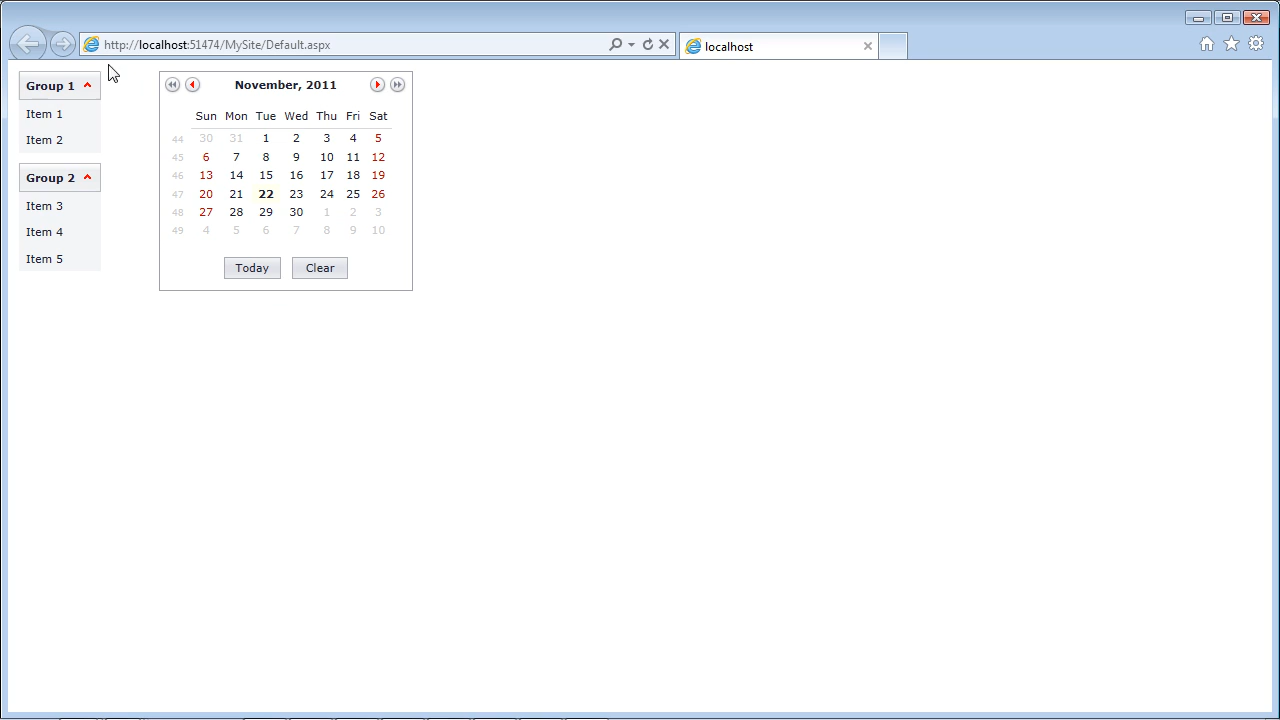 http://localhost:51474/MySite/Default.aspx
localhost
Group 1
Item 1
Item 2
Group 2
Item 3
Item 4
Item 5
November, 2011
Sun Mon Tue Wed Thu Fri Sat
44 30 31 1 2 3 4 5
45 6 7 8 9 10 11 12
46 13 14 15 16 17 18 19
47 20 21 22 23 24 25 26
48 27 28 29 30 1 2 3
49 4 5 6 7 8 9 10
Today Clear